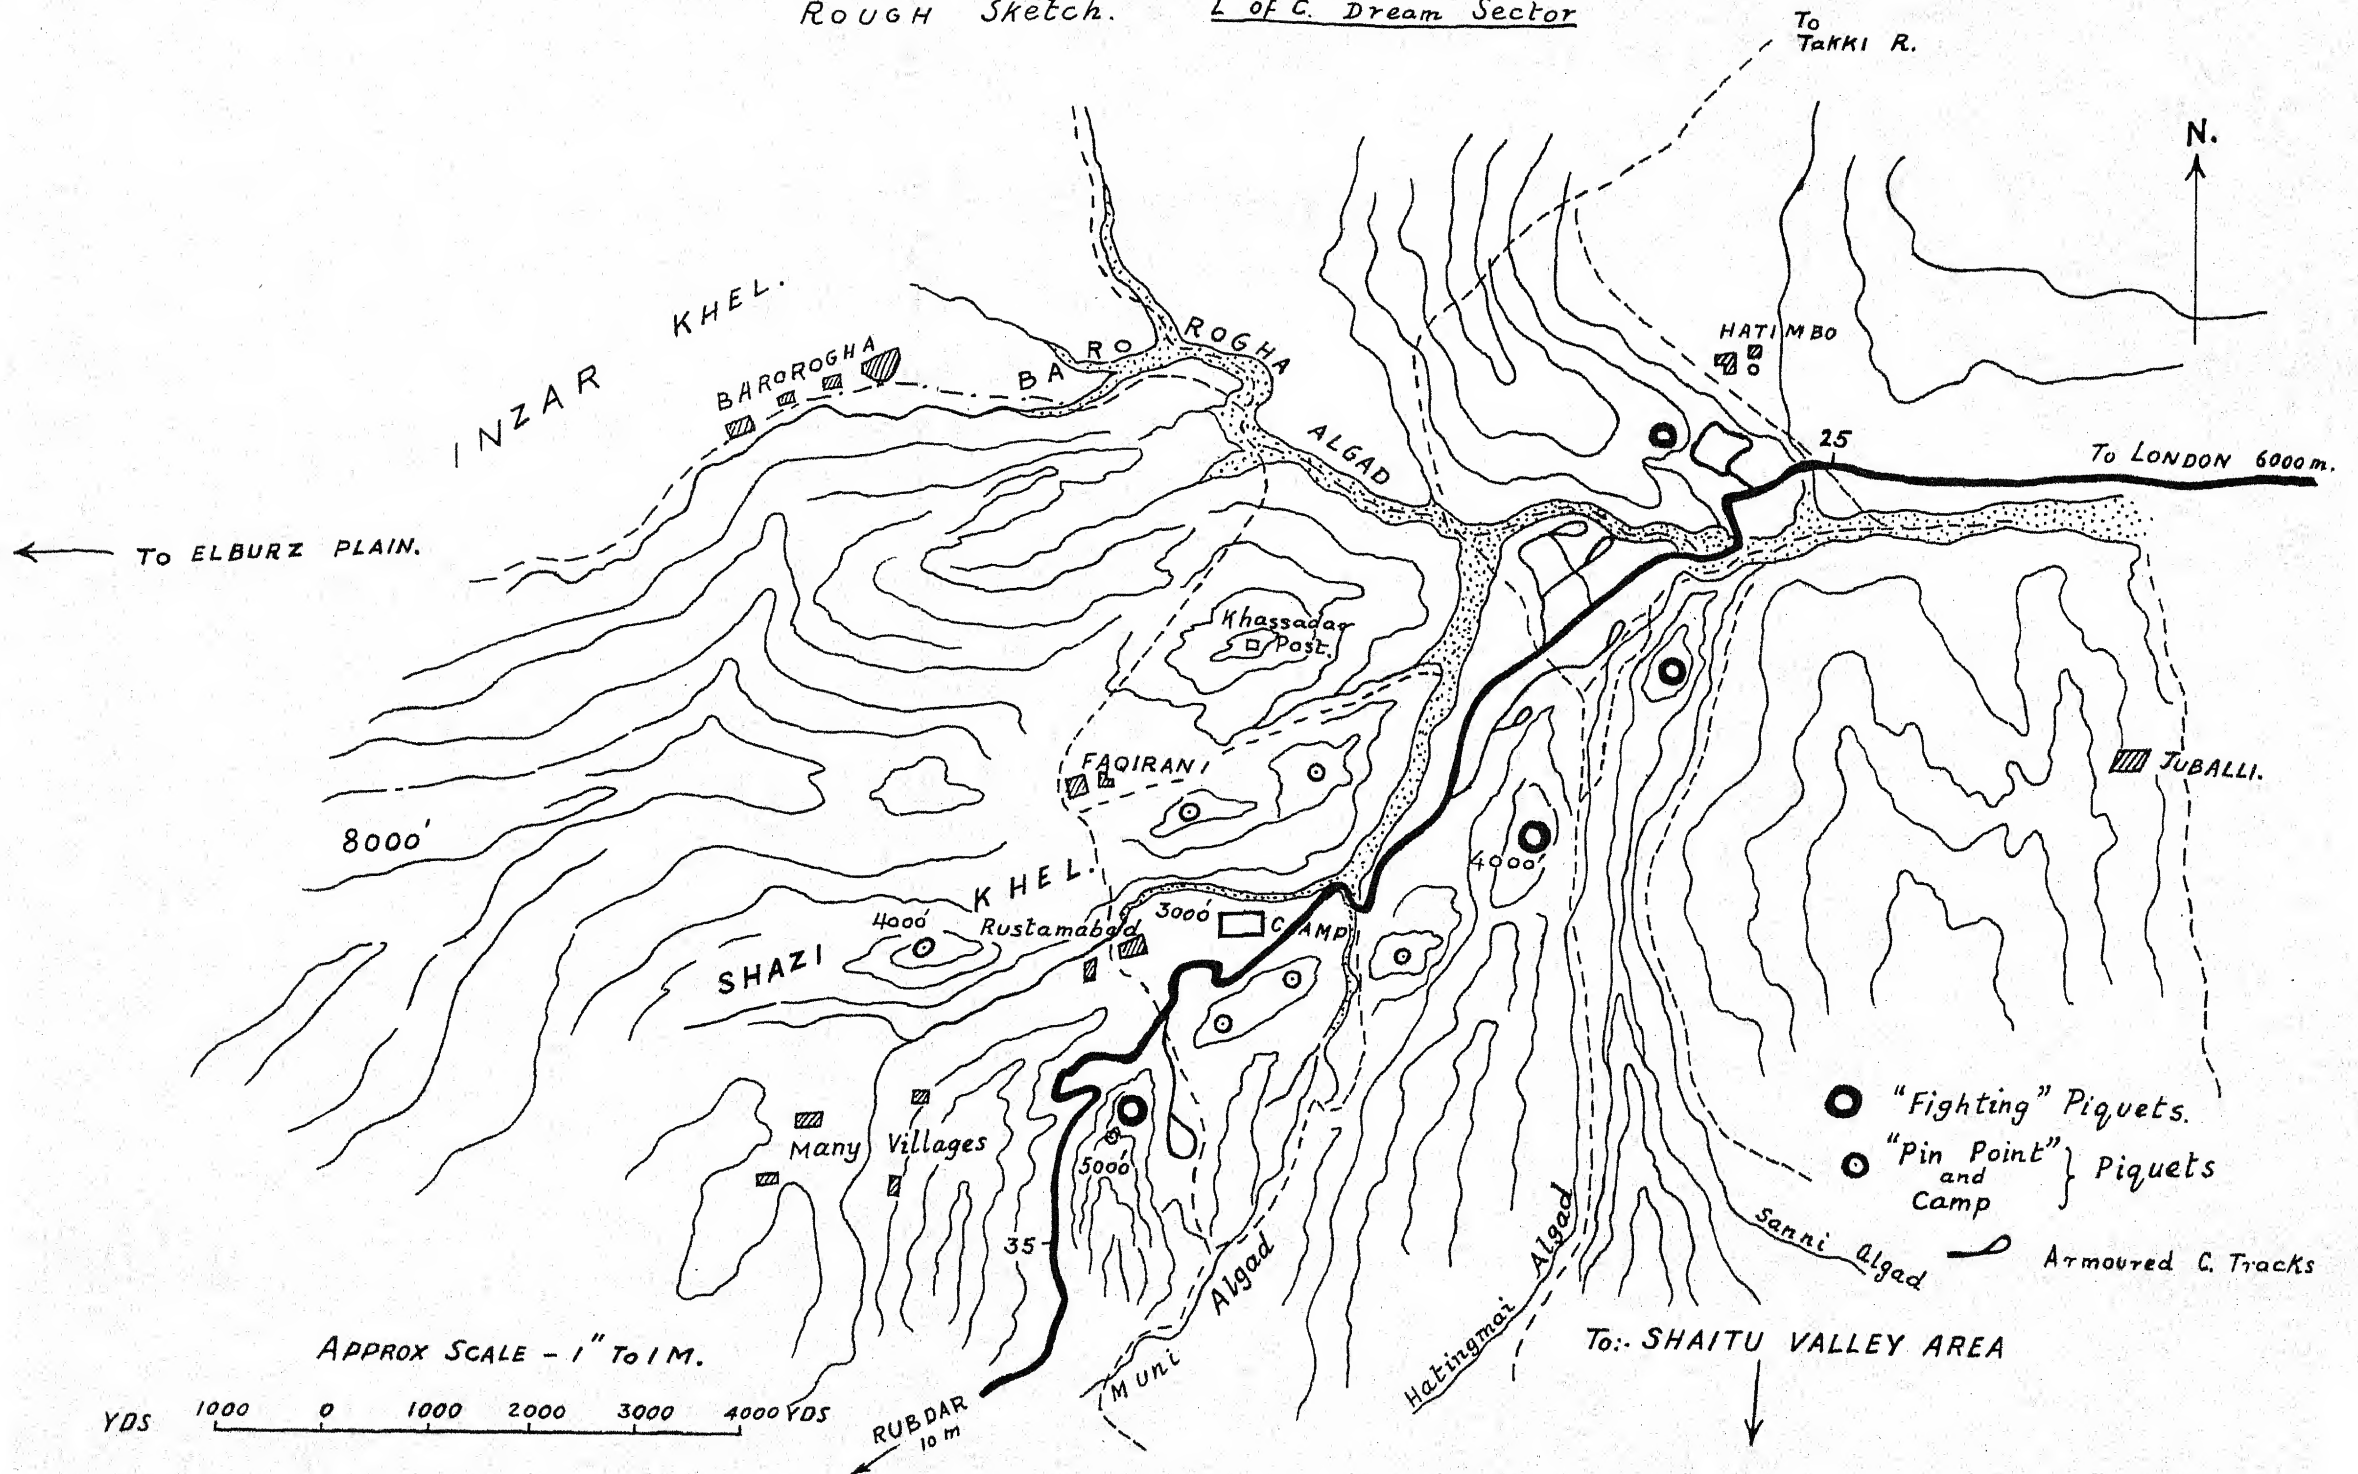 ROUGH Sketch. L of C. Dream Sector
To
Takki R.
N.
INZAR KHEL.
BAROROGHA
BA RO ROGHA ALGAD
HATIMBO
25
To LONDON 6000 m.
To ELBURZ PLAIN.
Khassadar
Post.
FAQIRANI
JUBALLI.
8000'
4000'
SHAZI KHEL.
4000'
Rustamabad
3000'
CAMP
Many Villages
5000'
35
"Fighting" Piquets.
"Pin Point"
and
Camp
} Piquets
Armoured C. Tracks
Sanni Algad
Hatingmai Algad
Muni Algad
To:- SHAITU VALLEY AREA
APPROX SCALE - 1" To 1 M.
YDS 1000 0 1000 2000 3000 4000 YDS
RUBDAR
10 m